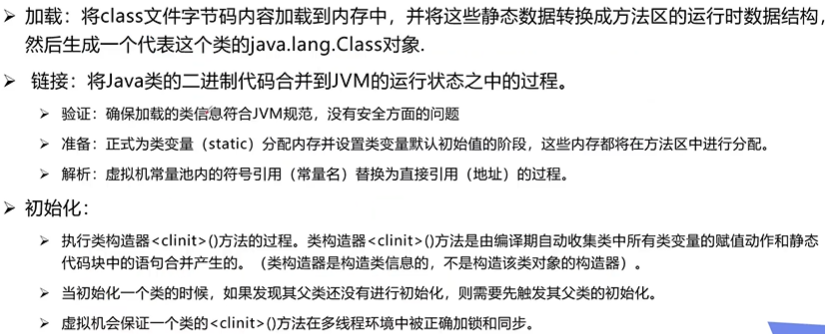 加载：将class文件字节码内容加载到内存中，并将这些静态数据转换成方法区的运行时数据结构，
然后生成一个代表这个类的java.lang.Class对象.
链接：将Java类的二进制代码合并到JVM的运行状态之中的过程。
验证：确保加载的类信息符合JVM规范，没有安全方面的问题
准备：正式为类变量（static）分配内存并设置类变量默认初始值的阶段，这些内存都将在方法区中进行分配。
解析：虚拟机常量池内的符号引用（常量名）替换为直接引用（地址）的过程。
初始化：
执行类构造器<clinit>()方法的过程。类构造器<clinit>()方法是由编译期自动收集类中所有类变量的赋值动作和静态
代码块中的语句合并产生的。（类构造器是构造类信息的，不是构造该类对象的构造器）。
当初始化一个类的时候，如果发现其父类还没有进行初始化，则需要先触发其父类的初始化。
虚拟机会保证一个类的<clinit>()方法在多线程环境中被正确加锁和同步。